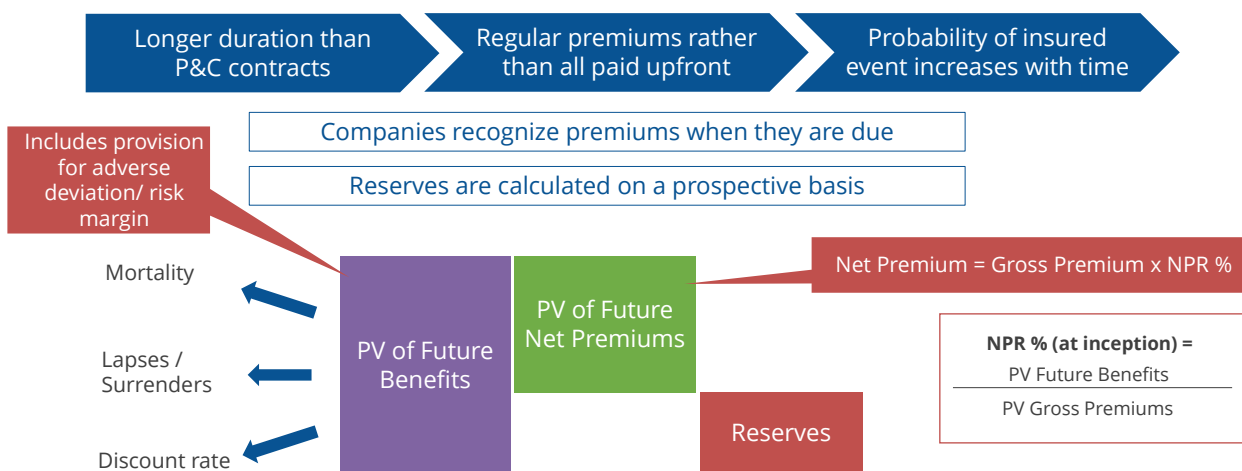 Longer duration than
P&C contracts
Regular premiums rather
than all paid upfront
Probability of insured
event increases with time
Companies recognize premiums when they are due
Includes provision
for adverse
deviation/ risk
margin
Reserves are calculated on a prospective basis
Mortality
Lapses /
Surrenders
Discount rate
PV of Future
Benefits
PV of Future
Net Premiums
Reserves
Net Premium = Gross Premium x NPR %
NPR % (at inception) =
PV Future Benefits
PV Gross Premiums